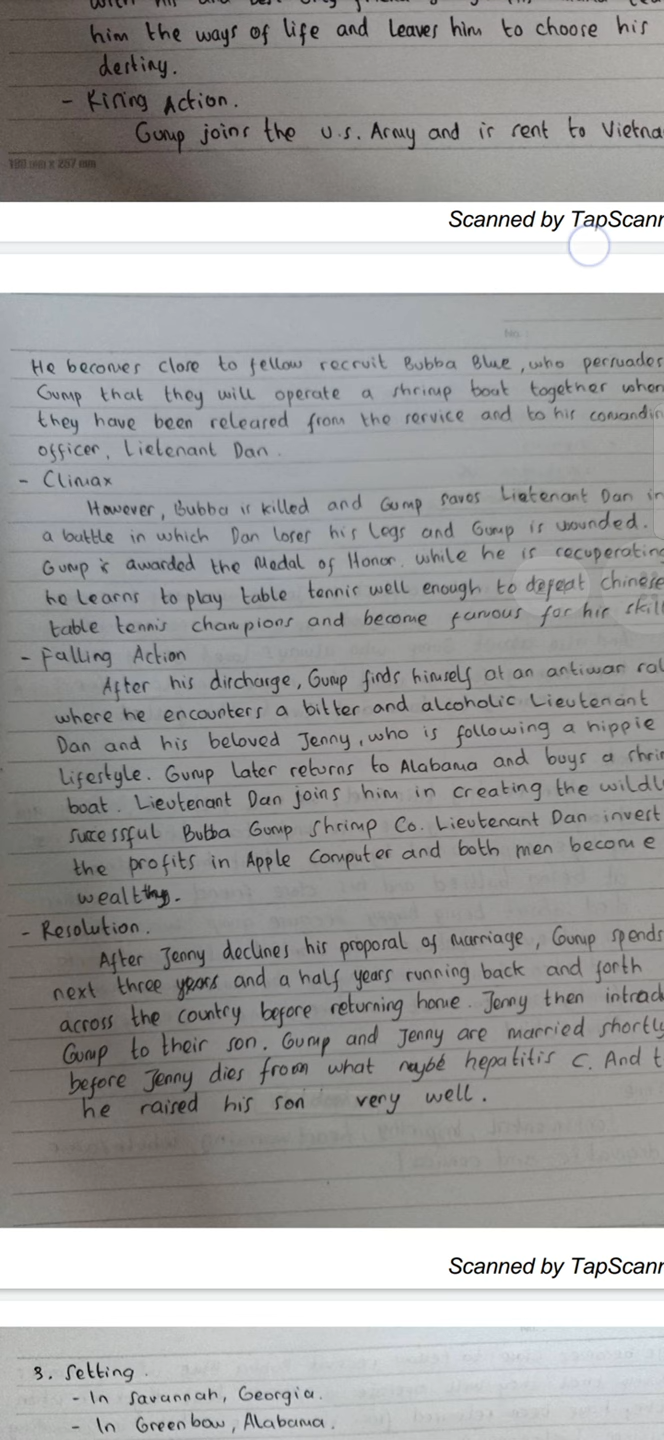 him the ways of life and leaves him to choose his
destiny.
- Rising Action.
Gump joins the U.S. Army and is sent to Vietna
180 mm x 257 mm
Scanned by TapScanr
No.
He becomes close to fellow recruit Bubba Blue, who persuades
Gump that they will operate a shrimp boat together when
they have been released from the service and to his comandin
officer, Lietenant Dan.
- Climax
However, Bubba is killed and Gump saves Lietenant Dan in
a battle in which Dan loses his Legs and Gump is wounded.
Gump is awarded the Medal of Honor. while he is recuperating
he learns to play table tennis well enough to defeat chinese
table tennis champions and become famous for his skill
- Falling Action
After his discharge, Gump finds himself at an antiwar ral
where he encounters a bitter and alcoholic Lieutenant
Dan and his beloved Jenny, who is following a hippie
Lifestyle. Gump later returns to Alabama and buys a shri
boat. Lieutenant Dan joins him in creating the wildl
successful Bubba Gump Shrimp Co. Lieutenant Dan invest
the profits in Apple Computer and both men become
wealthy.
- Resolution.
After Jenny declines his proposal of marriage, Gump spends
next three years and a half years running back and forth
across the country before returning home. Jenny then introd
Gump to their son. Gump and Jenny are married shortly
before Jenny dies from what maybe hepatitis C. And t
he raised his son very well.
Scanned by TapScanr
3. Setting.
- In Savannah, Georgia.
- In Greenbow, Alabama.